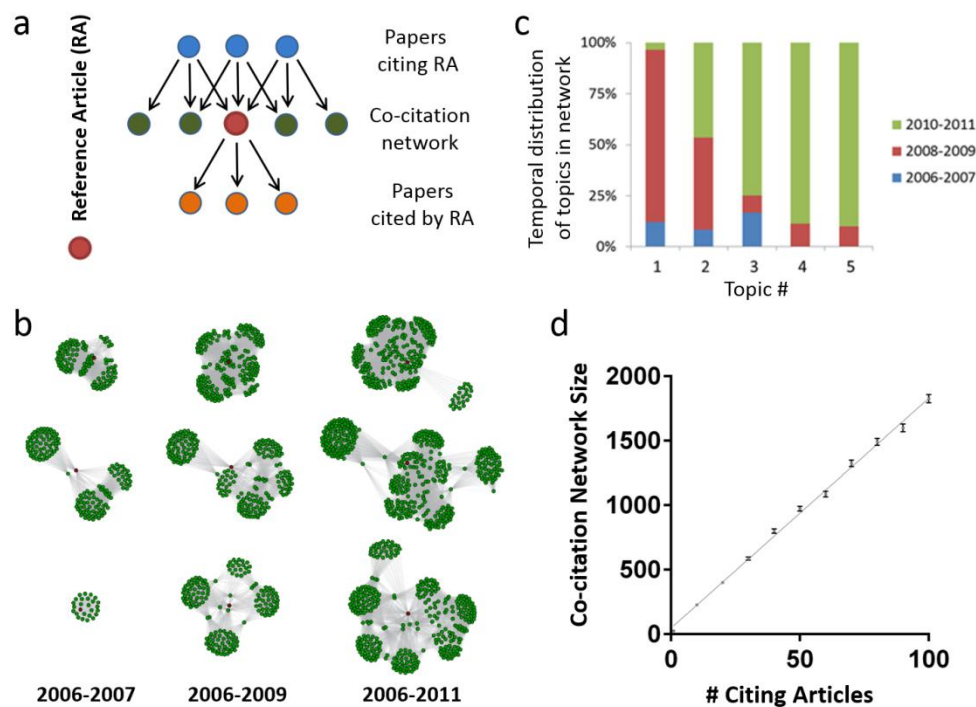 a
Reference Article (RA)
Papers
citing RA
Co-citation
network
Papers
cited by RA
c
Temporal distribution
of topics in network
100%
75%
50%
25%
0%
1 2 3 4 5
Topic #
2010-2011
2008-2009
2006-2007
b
2006-2007 2006-2009 2006-2011
d
Co-citation Network Size
2000
1500
1000
500
0
0 50 100
# Citing Articles